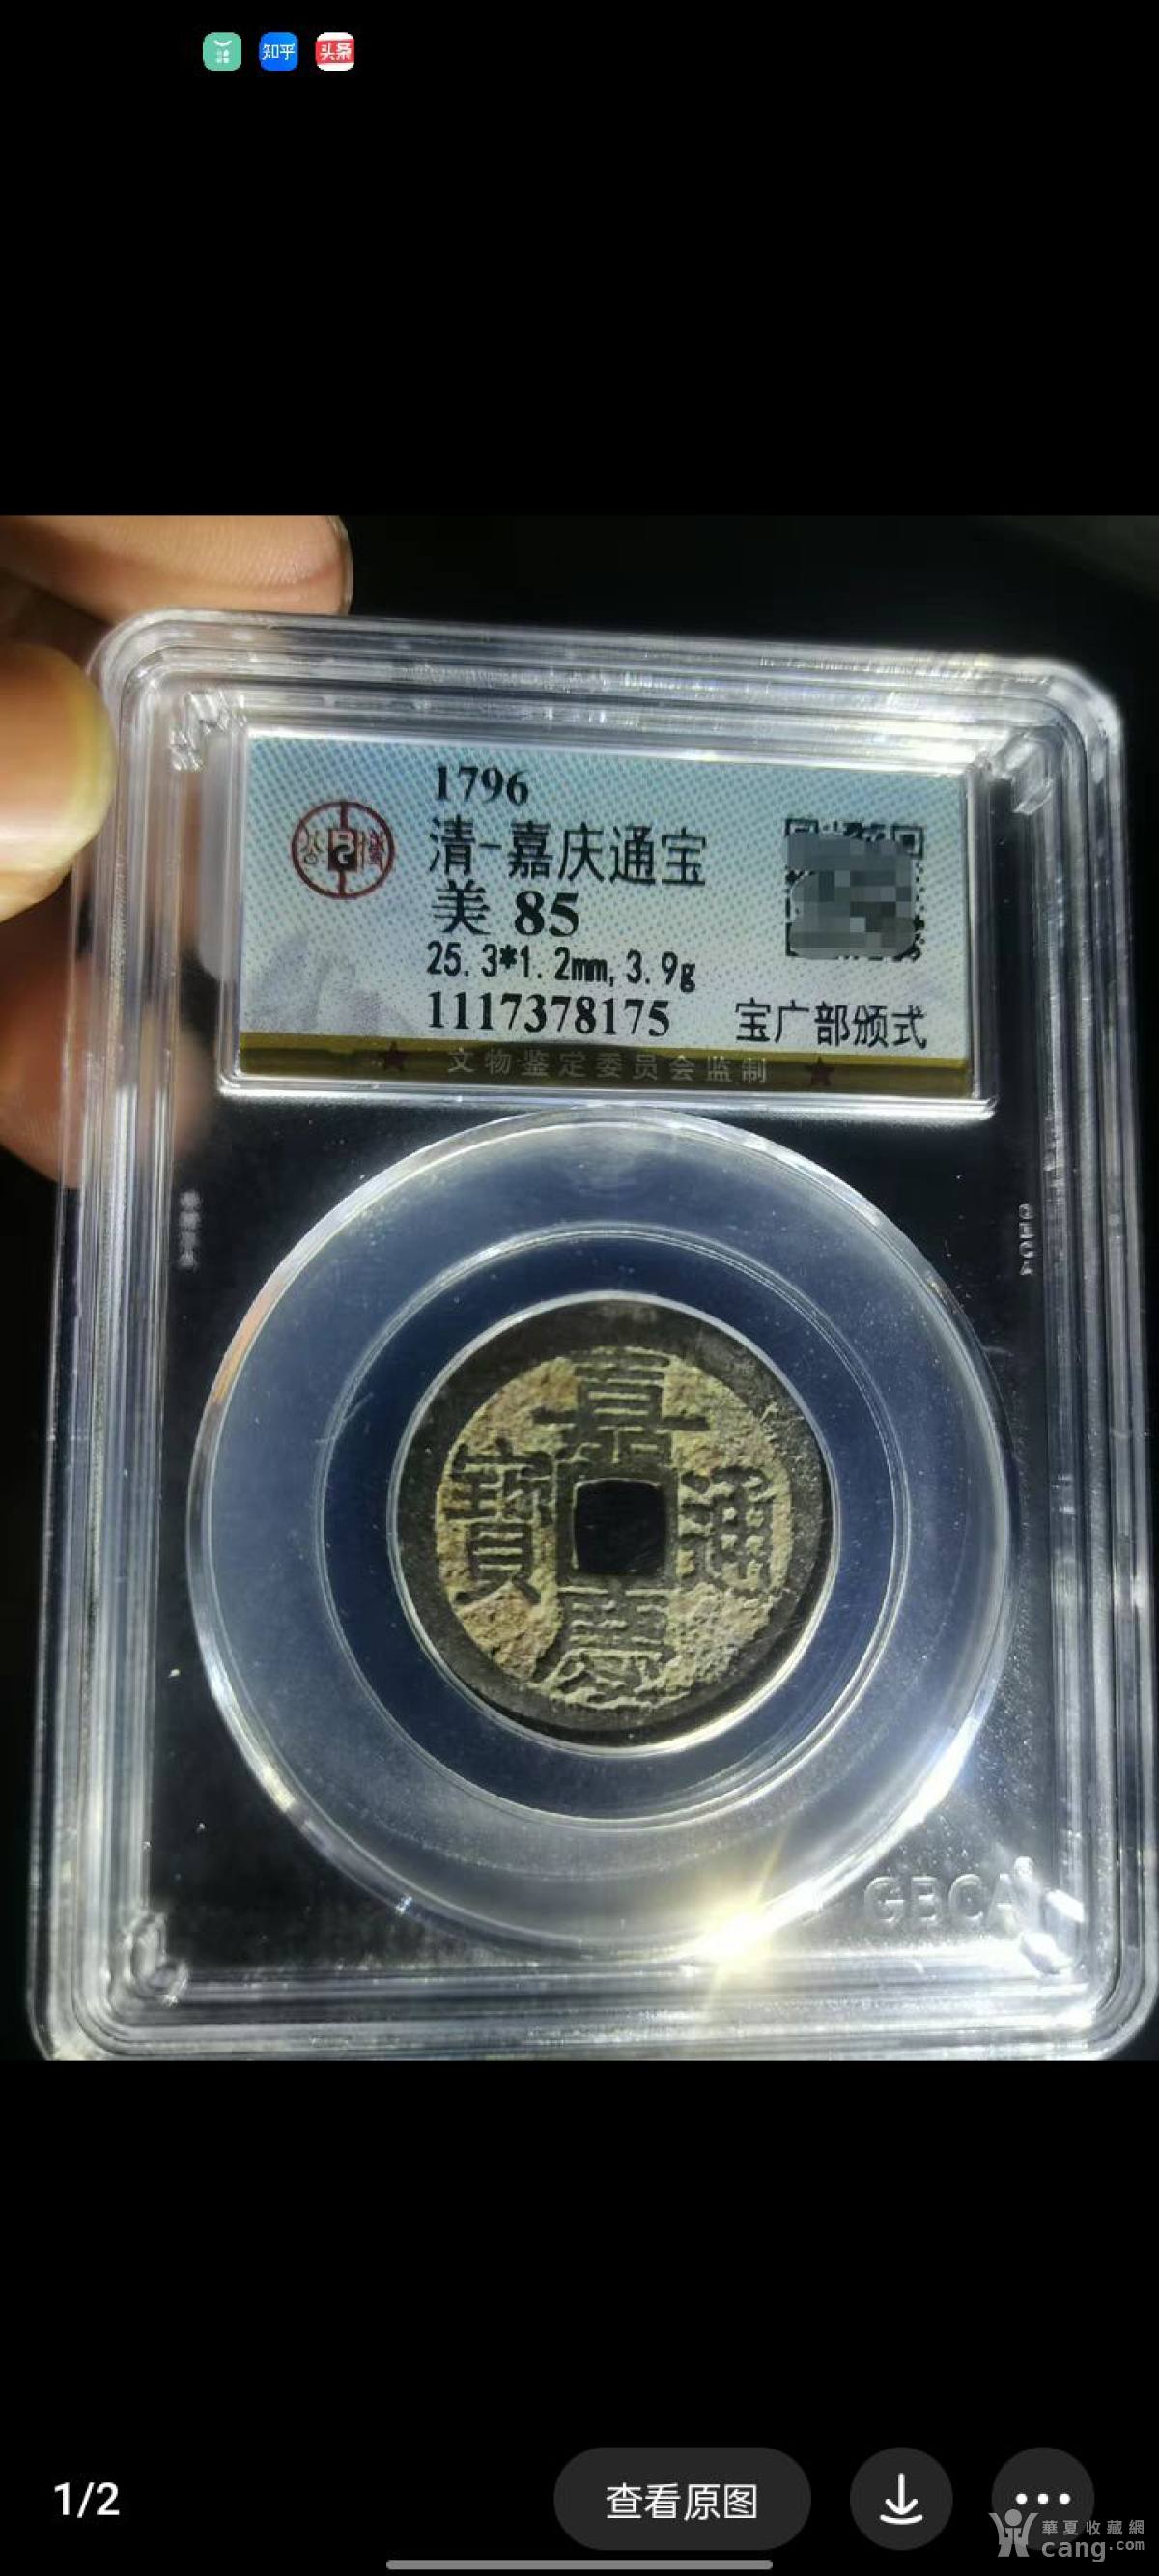 知乎
头条
1796
清-嘉庆通宝
美 85
25.3*1.2mm,3.9g
1117378175
宝广部颁式
文物鉴定委员会监制
嘉
寶 通
慶
GBCA
1/2
查看原图
華夏收藏網
cang.com